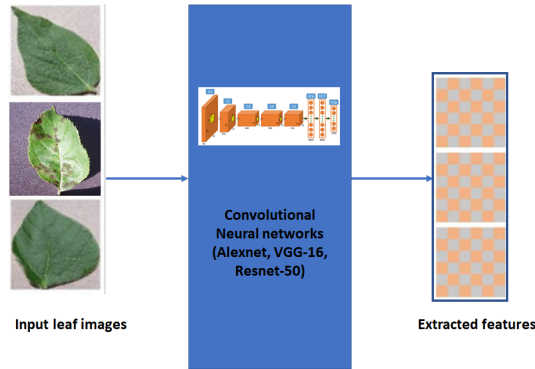 Convolutional
Neural networks
(Alexnet, VGG-16,
Resnet-50)
Input leaf images
Extracted features